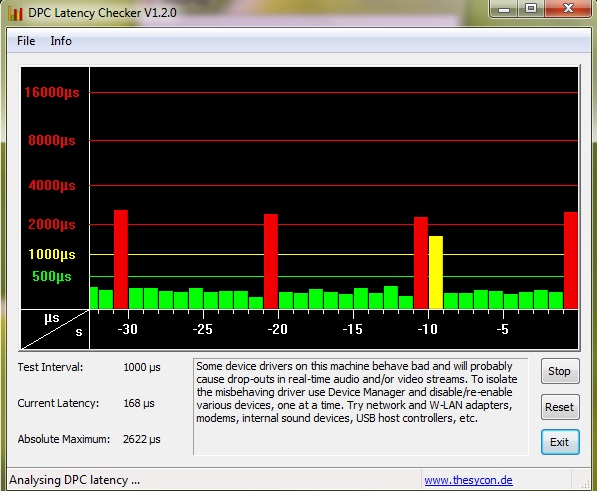 DPC Latency Checker V1.2.0
File Info
16000µs
8000µs
4000µs
2000µs
1000µs
500µs
µs
s
-30 -25 -20 -15 -10 -5
Test Interval: 1000 µs
Current Latency: 168 µs
Absolute Maximum: 2622 µs
Some device drivers on this machine behave bad and will probably
cause drop-outs in real-time audio and/or video streams. To isolate
the misbehaving driver use Device Manager and disable/re-enable
various devices, one at a time. Try network and W-LAN adapters,
modems, internal sound devices, USB host controllers, etc.
Stop
Reset
Exit
Analysing DPC latency ...
www.thesycon.de